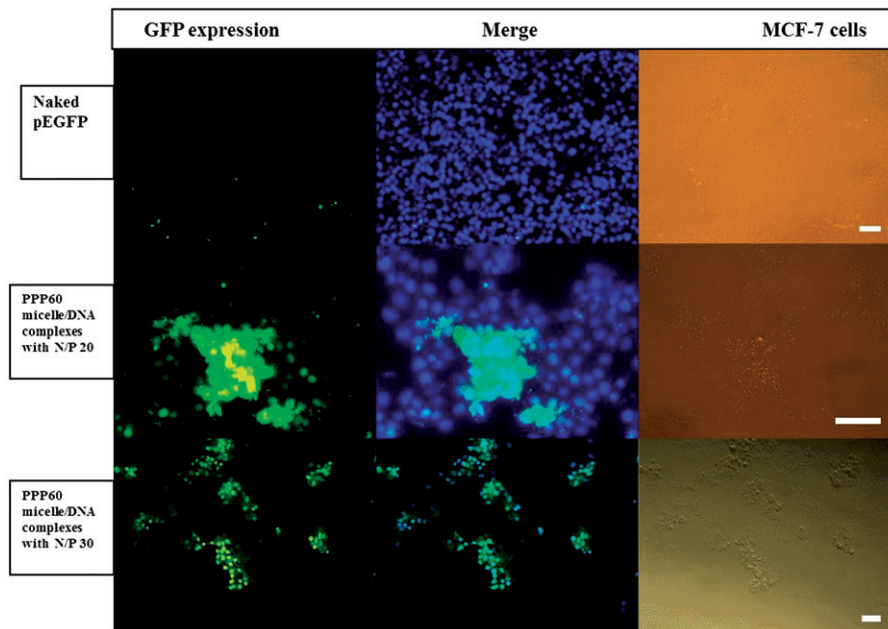 GFP expression Merge MCF-7 cells
Naked
pEGFP
PPP60
micelle/DNA
complexes
with N/P 20
PPP60
micelle/DNA
complexes
with N/P 30